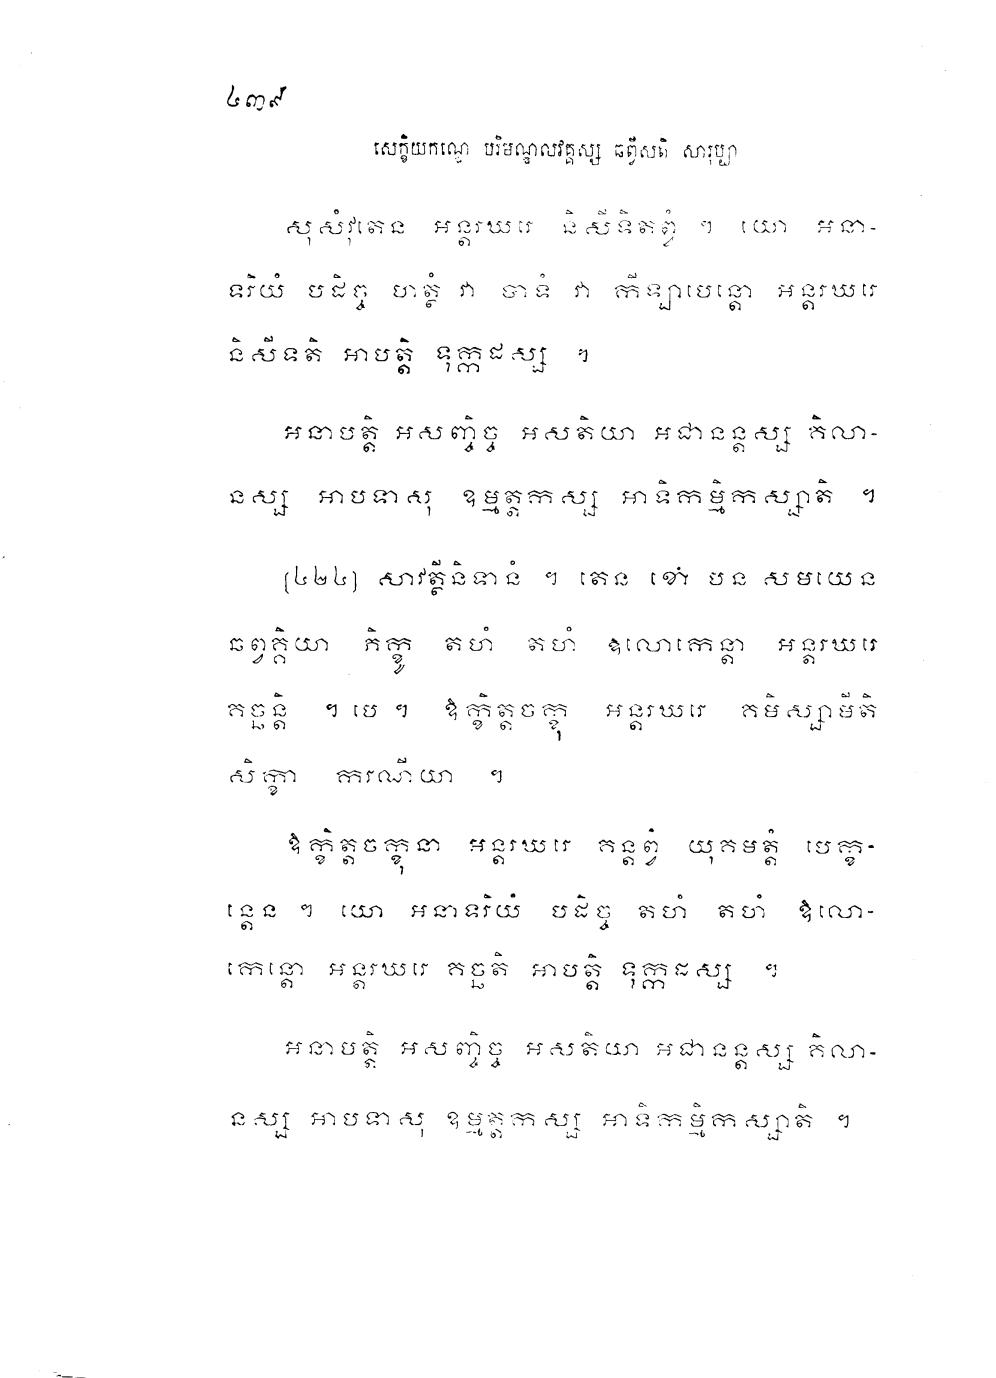 ៤៣៩
សេក្ខិយកណ្ឌេ បរិមណ្ឌលវគ្គស្ស ឆព្វីសតិ សារុប្បា
សុសំវុតេន អន្តរឃរេ និសីទិតព្វំ ។ យោ អនា-
ទរិយំ បដិច្ច ហត្ថំ វា បាទំ វា កីឡាបេន្តោ អន្តរឃរេ
និសីទតិ អាបត្តិ ទុក្កដស្ស ។
អនាបត្តិ អសញ្ចិច្ច អសតិយា អជានន្តស្ស គិលា-
នស្ស អាបទាសុ ឧម្មត្តកស្ស អាទិកម្មិកស្សាតិ ។
(៤២៤) សាវត្ថីនិទានំ ។ តេន ខោ បន សមយេន
ឆព្វគ្គិយា ភិក្ខូ តហំ តហំ ឱលោកេន្តា អន្តរឃរេ
គច្ឆន្តិ ។ បេ ។ ឱក្ខិត្តចក្ខុ អន្តរឃរេ គមិស្សាមីតិ
សិក្ខា ករណីយា ។
ឱក្ខិត្តចក្ខុនា អន្តរឃរេ គន្តព្វំ យុគមត្តំ បេក្ខ-
ន្តេន ។ យោ អនាទរិយំ បដិច្ច តហំ តហំ ឱលោ-
កេន្តោ អន្តរឃរេ គច្ឆតិ អាបត្តិ ទុក្កដស្ស ។
អនាបត្តិ អសញ្ចិច្ច អសតិយា អជានន្តស្ស គិលា-
នស្ស អាបទាសុ ឧម្មត្តកស្ស អាទិកម្មិកស្សាតិ ។